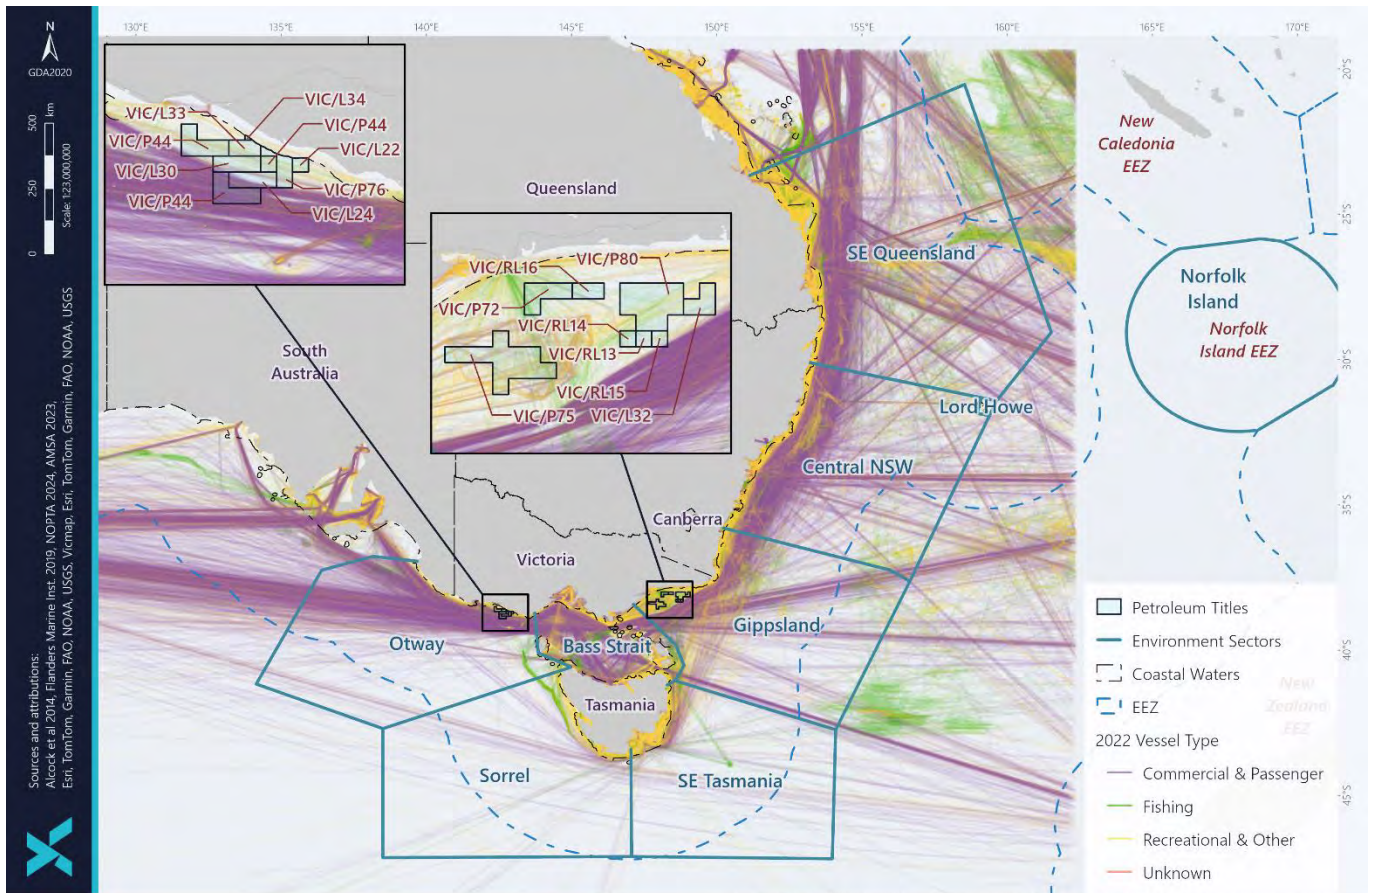 N
GDA2020
500
250
0
km
Scale: 1:23,000,000
Sources and attributions:
Alcock et al 2014, Flanders Marine Inst. 2019, NOPTA 2024, AMSA 2023,
Esri, TomTom, Garmin, FAO, NOAA, USGS, Vicmap, Esri, TomTom, Garmin, FAO, NOAA, USGS
130°E
135°E
140°E
145°E
150°E
155°E
160°E
165°E
170°E
20°S
25°S
30°S
35°S
40°S
45°S
VIC/L34
VIC/L33
VIC/P44
VIC/P44
VIC/L22
VIC/L30
VIC/P76
VIC/P44
VIC/L24
VIC/P80
VIC/RL16
VIC/P72
VIC/RL14
VIC/RL13
VIC/RL15
VIC/P75
VIC/L32
Queensland
South
Australia
Canberra
Victoria
Tasmania
New
Caledonia
EEZ
SE Queensland
Norfolk
Island
Norfolk
Island EEZ
Lord Howe
Central NSW
Gippsland
Otway
Bass Strait
Sorrel
SE Tasmania
New
Zealand
EEZ
Petroleum Titles
Environment Sectors
Coastal Waters
EEZ
2022 Vessel Type
Commercial & Passenger
Fishing
Recreational & Other
Unknown